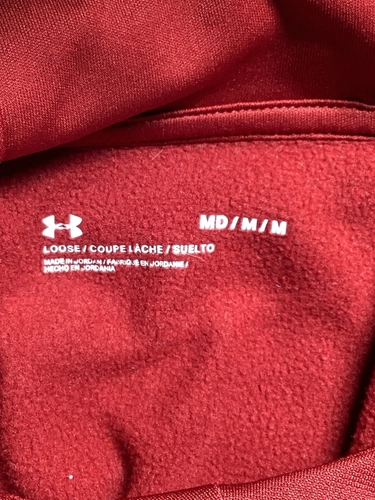 MD / M / M
LOOSE / COUPE LÂCHE / SUELTO
MADE IN JORDAN / FABRIQUÉ EN JORDANIE /
HECHO EN JORDANIA